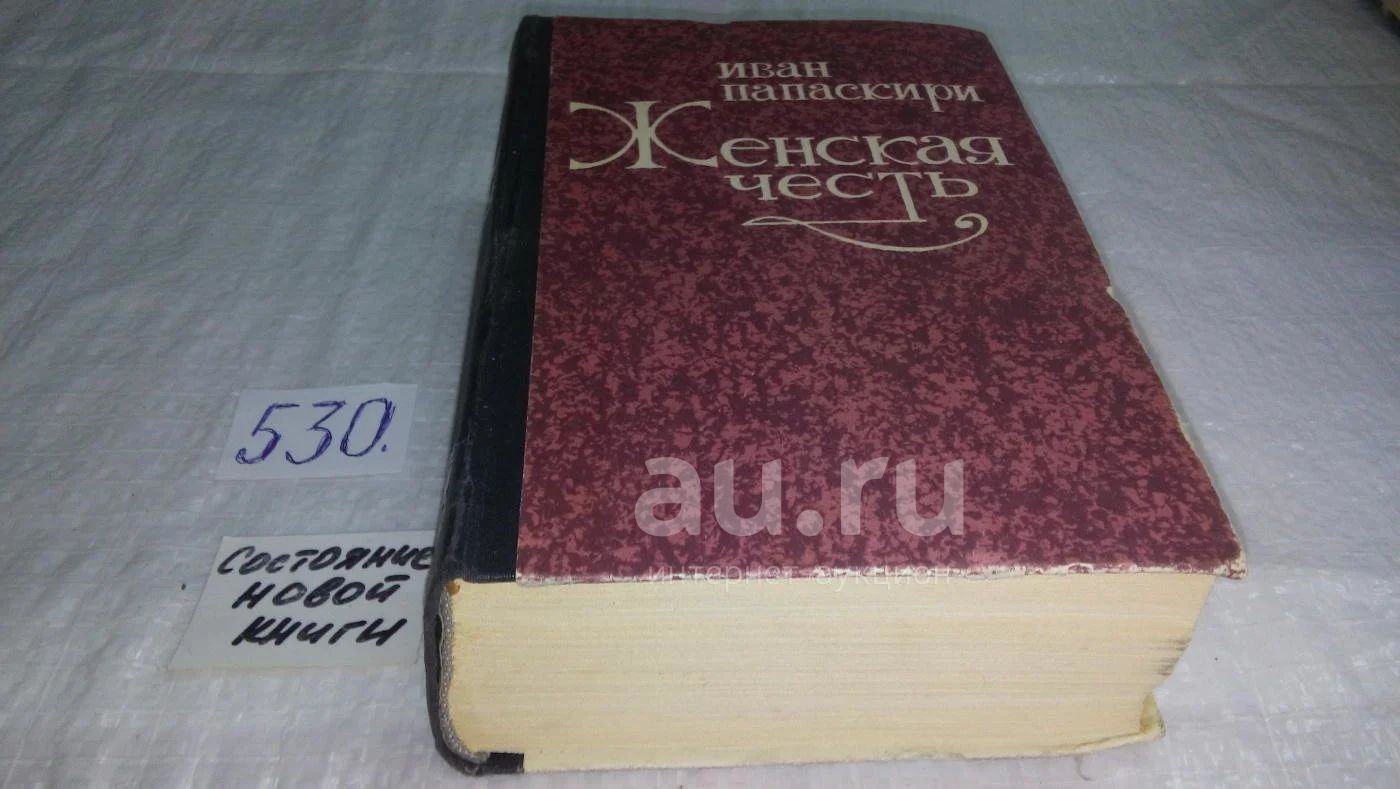 иван
папаскири
Женская
честь
530.
Состояние
новой
книги
au.ru
интернет аукцион